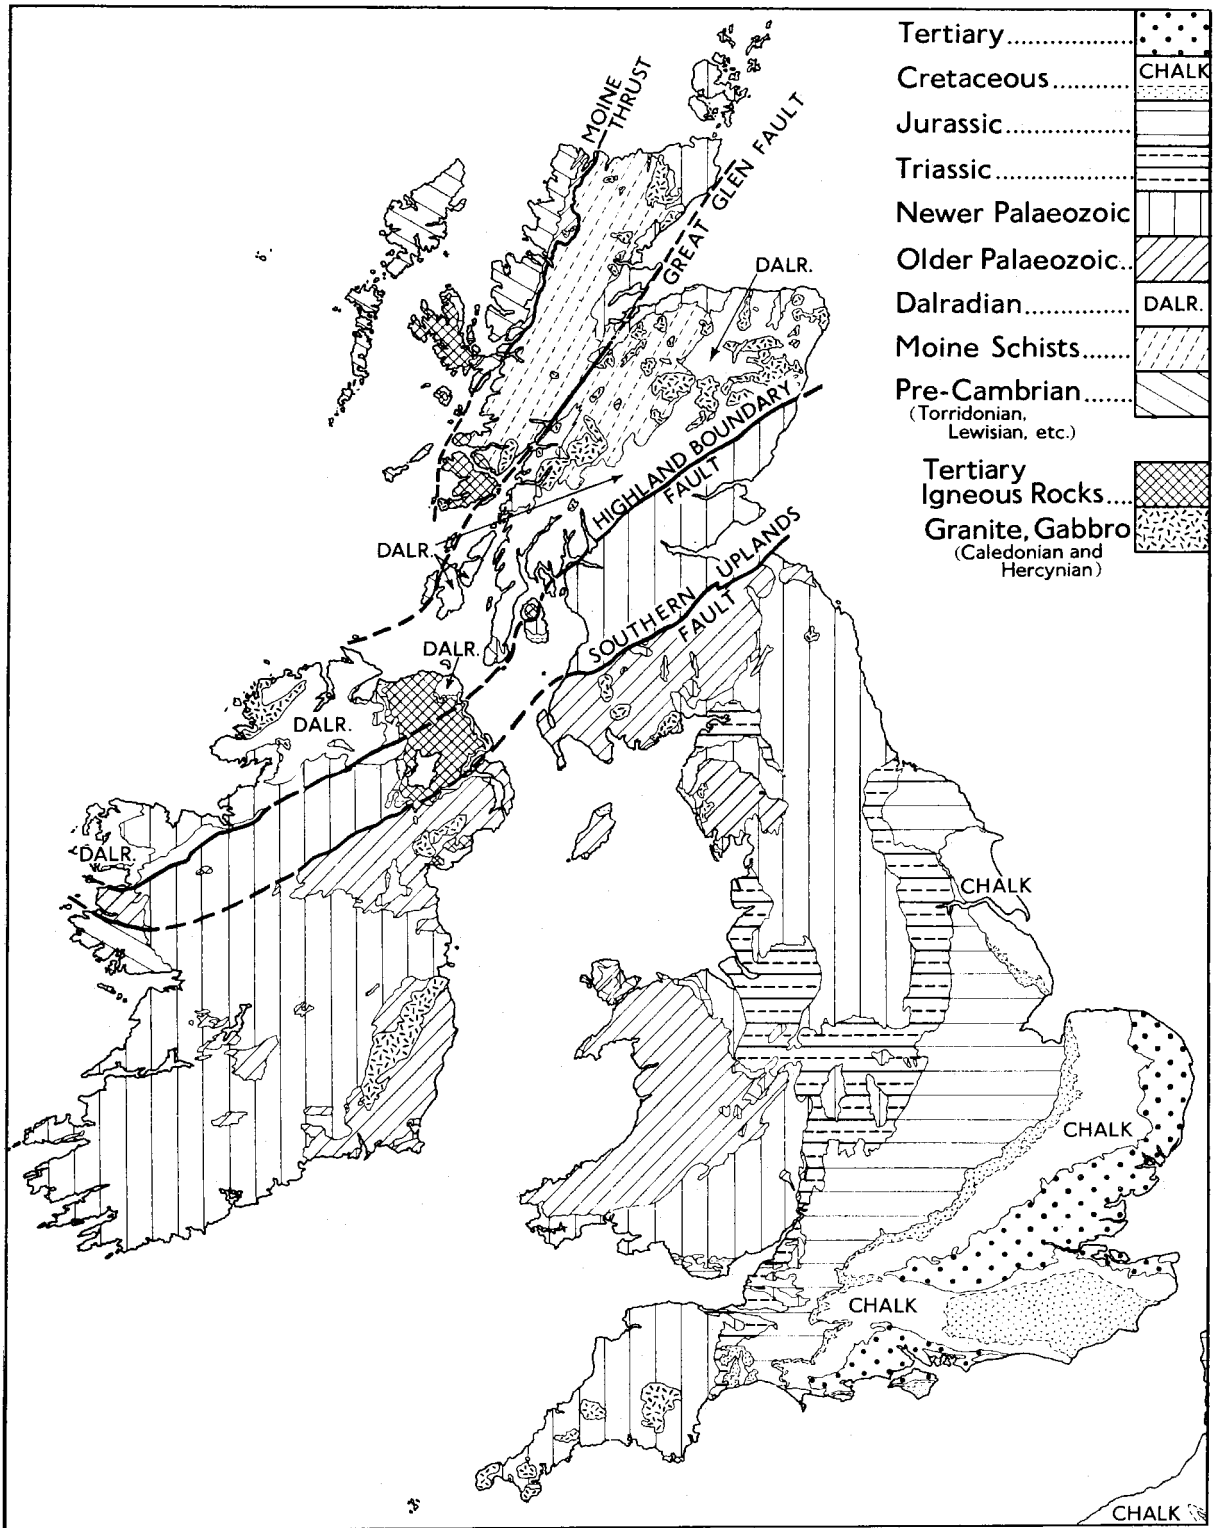 Tertiary
Cretaceous
CHALK
Jurassic
Triassic
Newer Palaeozoic
Older Palaeozoic
Dalradian
DALR.
Moine Schists
Pre-Cambrian
(Torridonian,
Lewisian, etc.)
Tertiary
Igneous Rocks
Granite, Gabbro
(Caledonian and
Hercynian)
MOINE
THRUST
GREAT GLEN FAULT
DALR.
HIGHLAND BOUNDARY
FAULT
DALR.
SOUTHERN UPLANDS
FAULT
DALR.
DALR.
DALR.
CHALK
CHALK
CHALK
CHALK